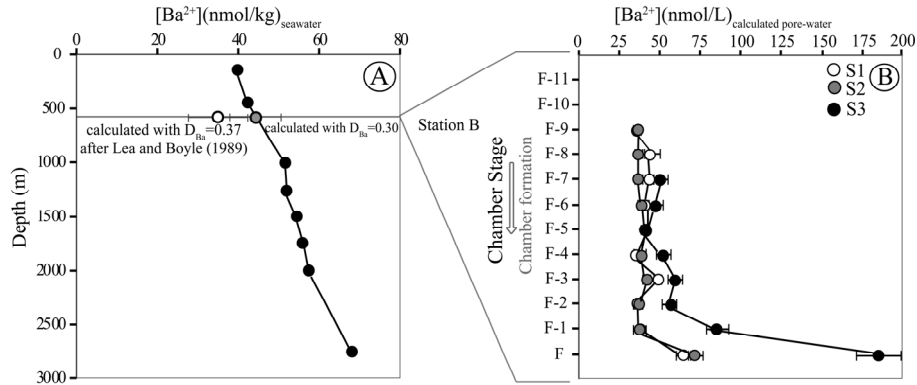 [Ba²⁺](nmol/kg)seawater
0 20 40 60 80
0
500
1000
1500
2000
2500
3000
Depth (m)
A
calculated with D_Ba=0.37
after Lea and Boyle (1989)
calculated with D_Ba=0.30
Station B
[Ba²⁺](nmol/L)calculated pore-water
0 25 50 75 100 125 150 175 200
B
S1
S2
S3
F-11
F-10
F-9
F-8
F-7
F-6
F-5
F-4
F-3
F-2
F-1
F
Chamber Stage
Chamber formation